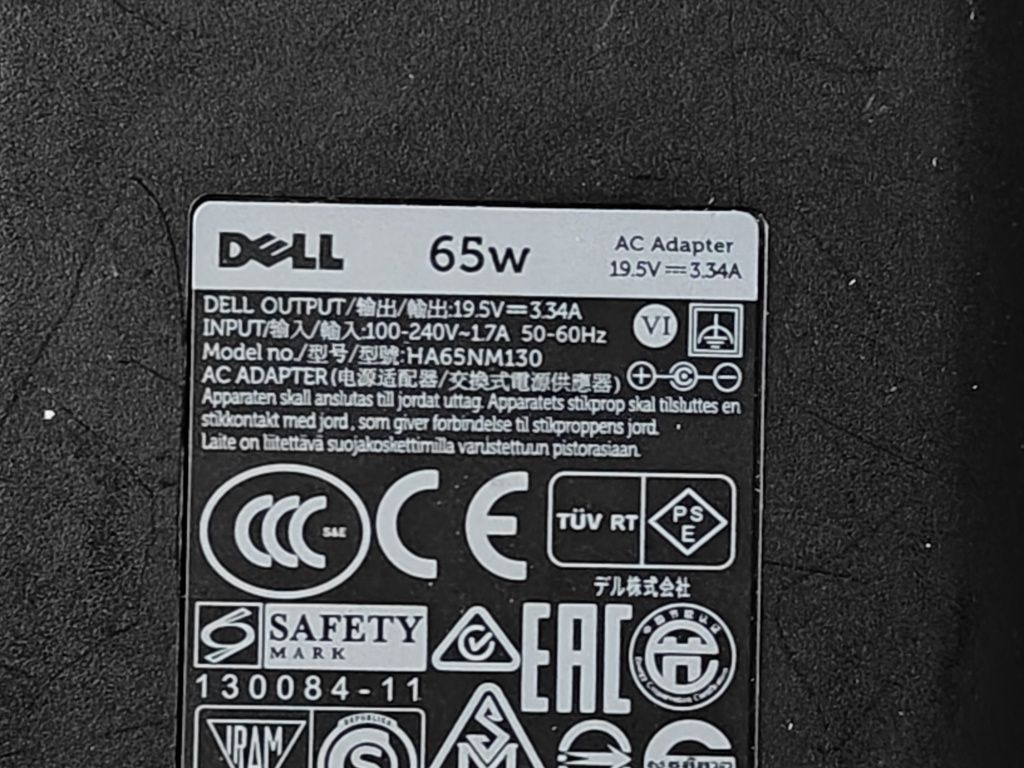 DELL 65W AC Adapter
19.5V⎓3.34A
DELL OUTPUT/输出/輸出:19.5V⎓3.34A
INPUT/输入/輸入:100-240V~1.7A 50-60Hz
VI
Model no./型号/型號:HA65NM130
AC ADAPTER(电源适配器/交換式電源供應器)
Apparaten skall anslutas till jordat uttag. Apparatets stikprop skal tilsluttes en
stikkontakt med jord, som giver forbindelse til stikproppens jord.
Laite on liitettävä suojakoskettimilla varustettuun pistorasiaan.
CCC S&E
CE
TÜV RT
PS
E
デル株式会社
S SAFETY
MARK
EAC
130084-11
IRAM
REPUBLICA
S